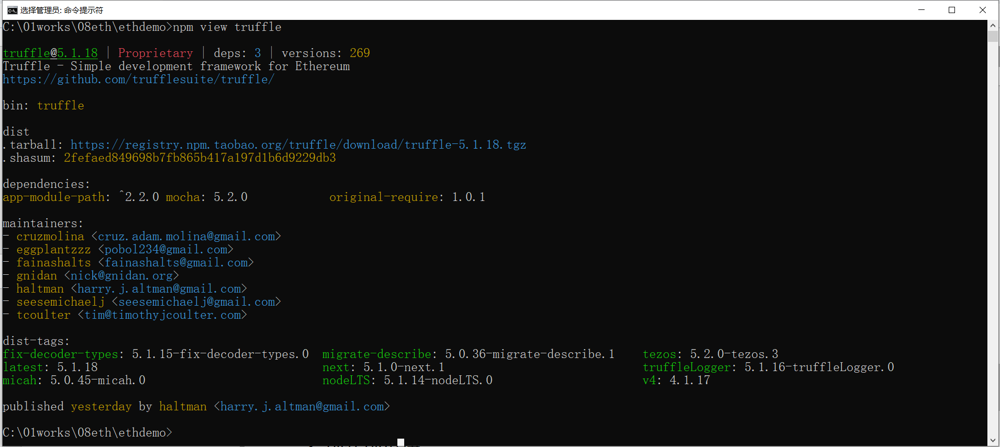 选择管理员: 命令提示符
C:\01works\08eth\ethdemo>npm view truffle
truffle@5.1.18 | Proprietary | deps: 3 | versions: 269
Truffle - Simple development framework for Ethereum
https://github.com/trufflesuite/truffle/
bin: truffle
dist
.tarball: https://registry.npm.taobao.org/truffle/download/truffle-5.1.18.tgz
.shasum: 2fefaed849698b7fb865b417a197d1b6d9229db3
dependencies:
app-module-path: ^2.2.0 mocha: 5.2.0 original-require: 1.0.1
maintainers:
- cruzmolina <cruz.adam.molina@gmail.com>
- eggplantzzz <pobol234@gmail.com>
- fainashalts <fainashalts@gmail.com>
- gnidan <nick@gnidan.org>
- haltman <harry.j.altman@gmail.com>
- seesemichaelj <seesemichaelj@gmail.com>
- tcoulter <tim@timothyjcoulter.com>
dist-tags:
fix-decoder-types: 5.1.15-fix-decoder-types.0 migrate-describe: 5.0.36-migrate-describe.1 tezos: 5.2.0-tezos.3
latest: 5.1.18 next: 5.1.0-next.1 truffleLogger: 5.1.16-truffleLogger.0
micah: 5.0.45-micah.0 nodeLTS: 5.1.14-nodeLTS.0 v4: 4.1.17
published yesterday by haltman <harry.j.altman@gmail.com>
C:\01works\08eth\ethdemo>